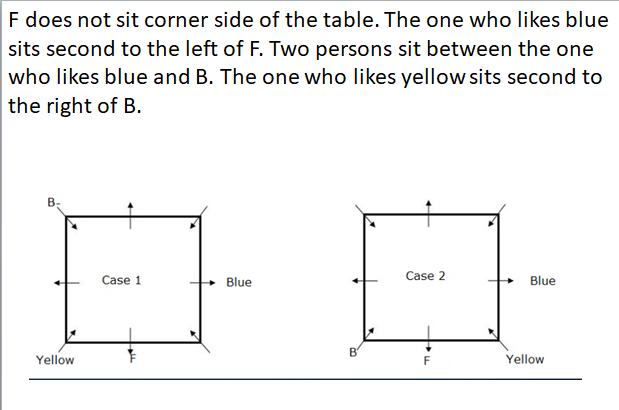 F does not sit corner side of the table. The one who likes blue
sits second to the left of F. Two persons sit between the one
who likes blue and B. The one who likes yellow sits second to
the right of B.
B
Case 1
Blue
Yellow
F
Case 2
Blue
B
F
Yellow